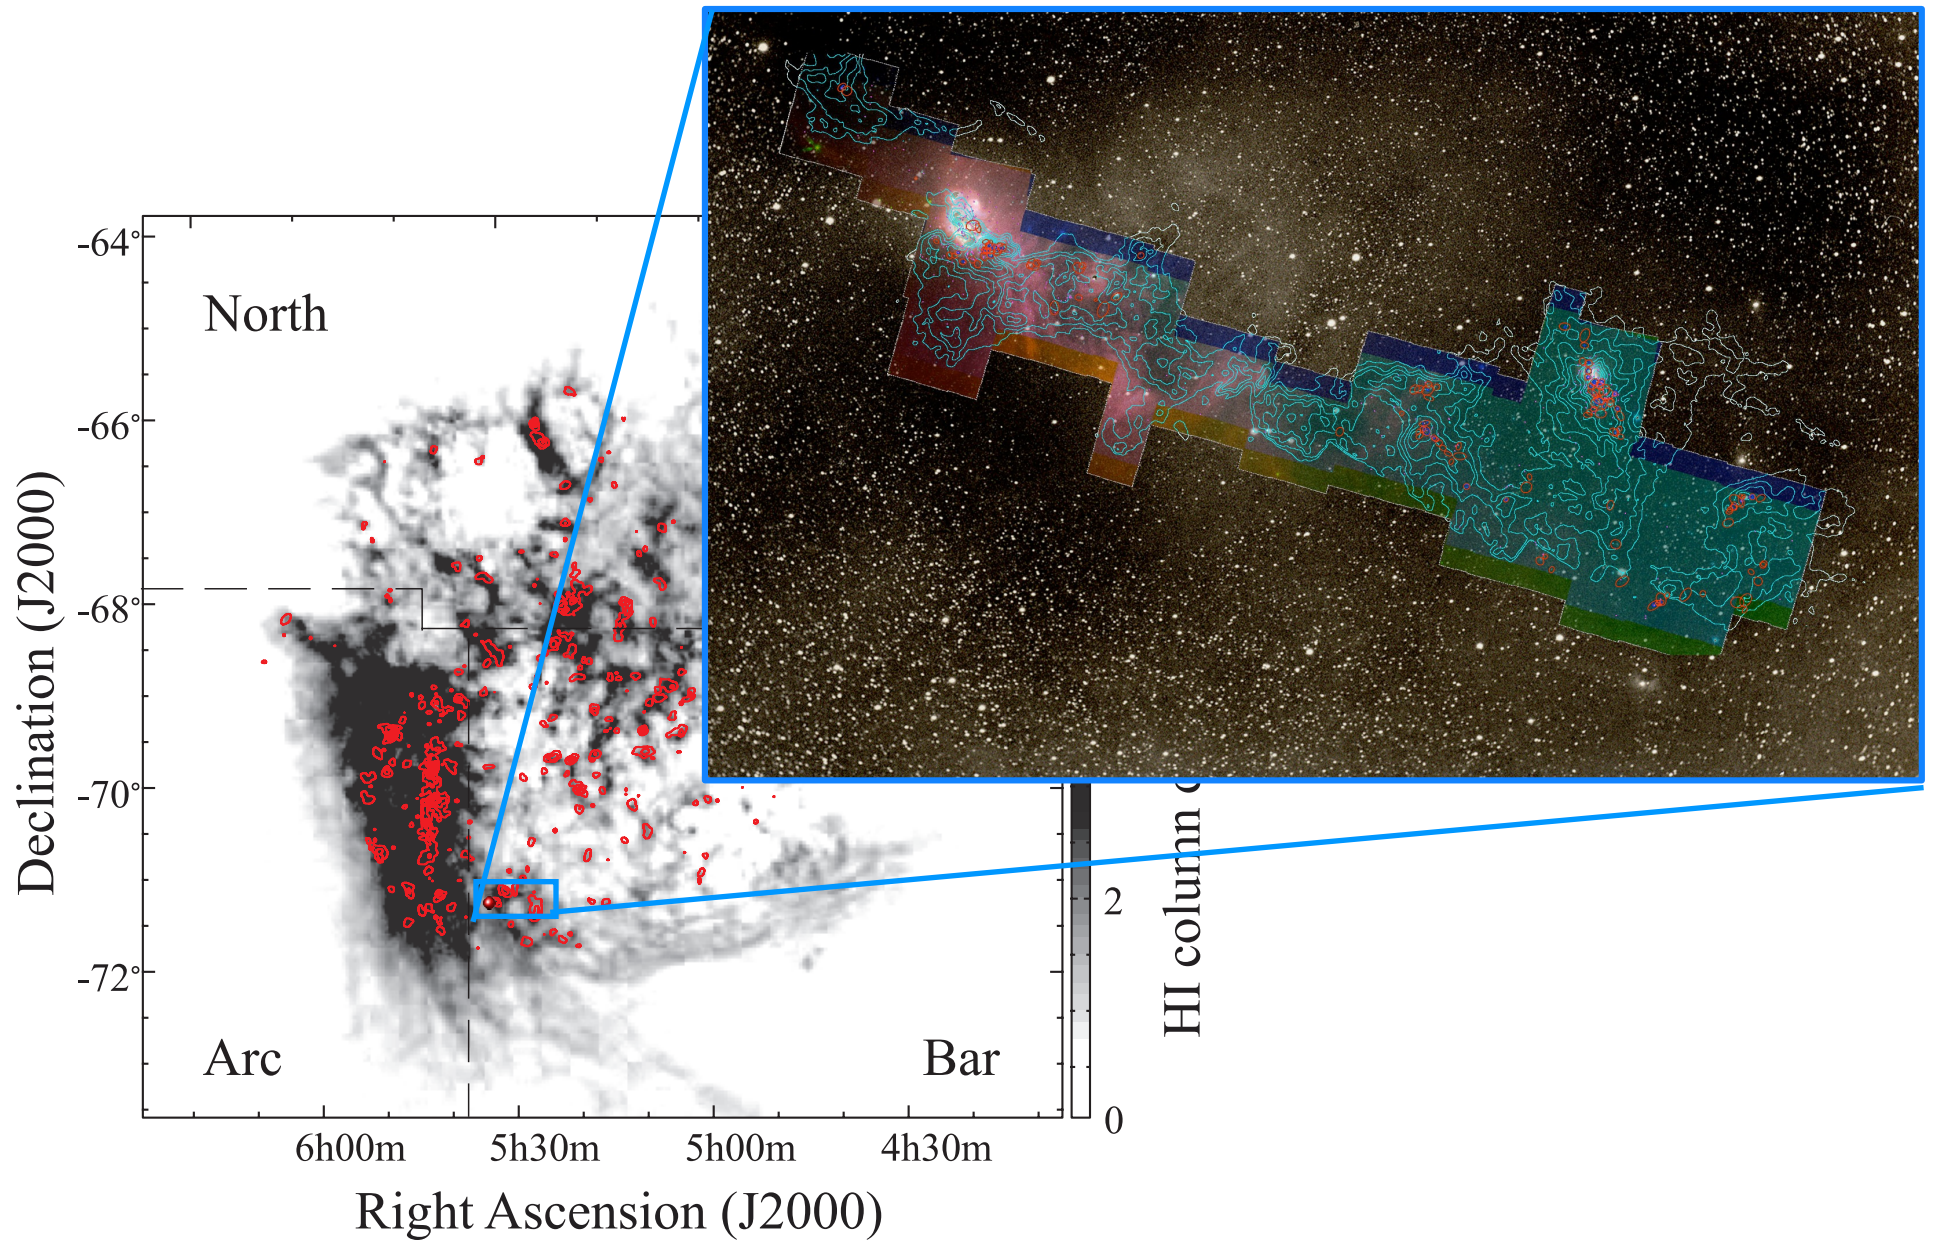 North
-64°
-66°
-68°
-70°
-72°
Declination (J2000)
Arc
Bar
6h00m
5h30m
5h00m
4h30m
Right Ascension (J2000)
2
0
HI column